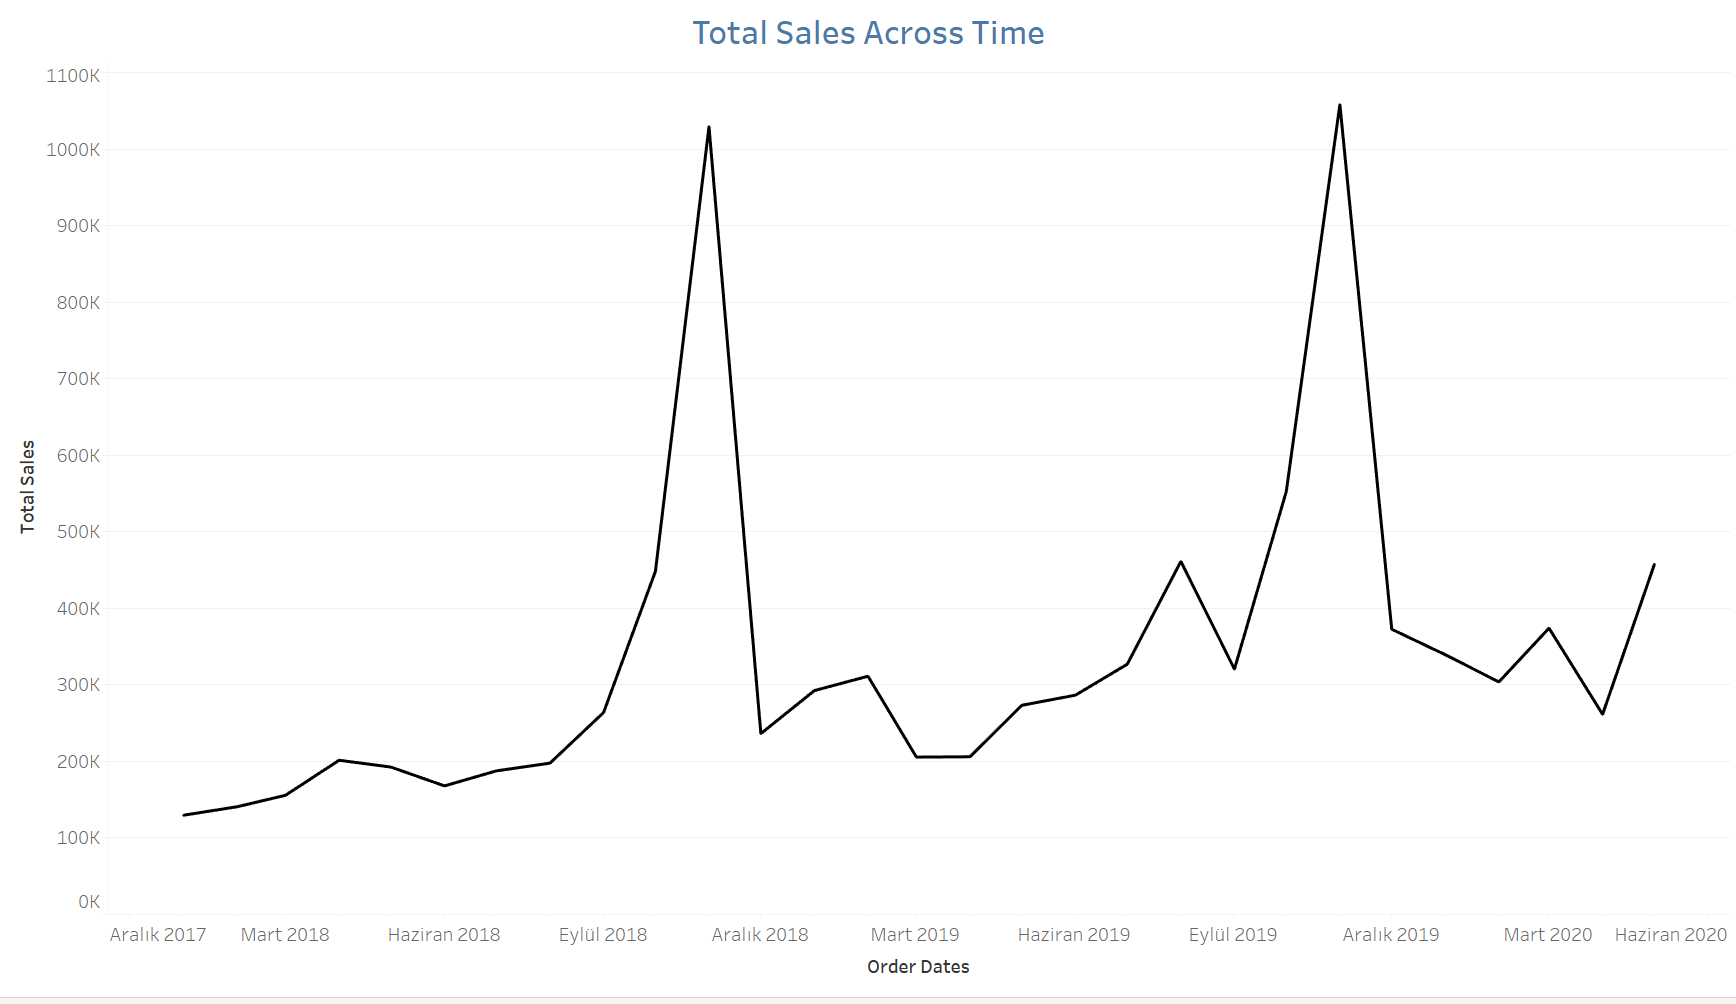 Total Sales Across Time
1100K
1000K
900K
800K
700K
600K
500K
400K
300K
200K
100K
0K
Total Sales
Aralık 2017 Mart 2018 Haziran 2018 Eylül 2018 Aralık 2018 Mart 2019 Haziran 2019 Eylül 2019 Aralık 2019 Mart 2020 Haziran 2020
Order Dates